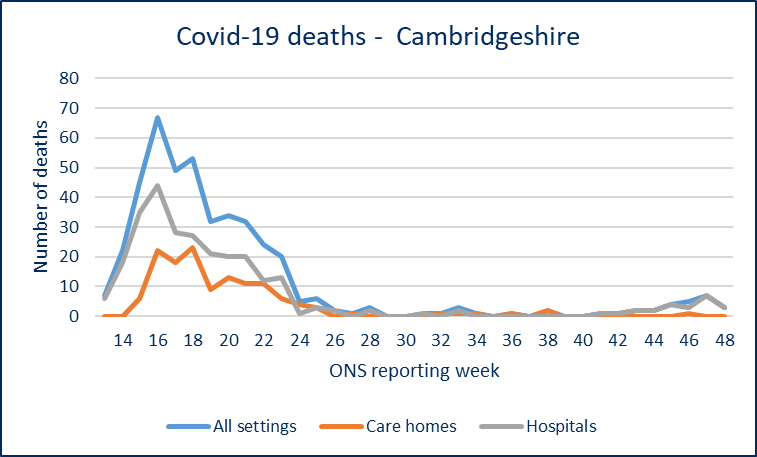 Covid-19 deaths -  Cambridgeshire
80
70
60
50
40
30
20
10
0
Number of deaths
14 16 18 20 22 24 26 28 30 32 34 36 38 40 42 44 46 48
ONS reporting week
All settings Care homes Hospitals